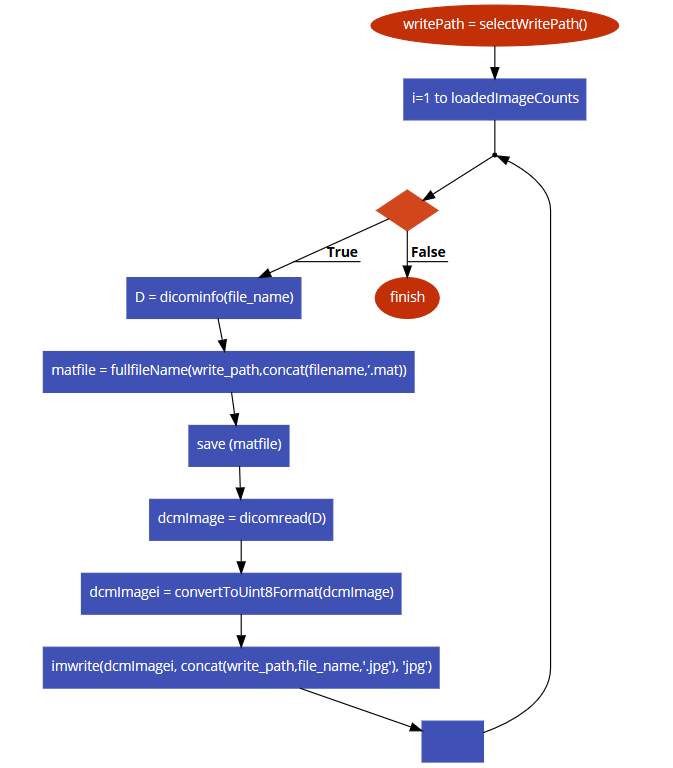 writePath = selectWritePath()
i=1 to loadedImageCounts
True
False
D = dicominfo(file_name)
finish
matfile = fullfileName(write_path,concat(filename,'.mat))
save (matfile)
dcmImage = dicomread(D)
dcmImagei = convertToUint8Format(dcmImage)
imwrite(dcmImagei, concat(write_path,file_name,'.jpg'), 'jpg')